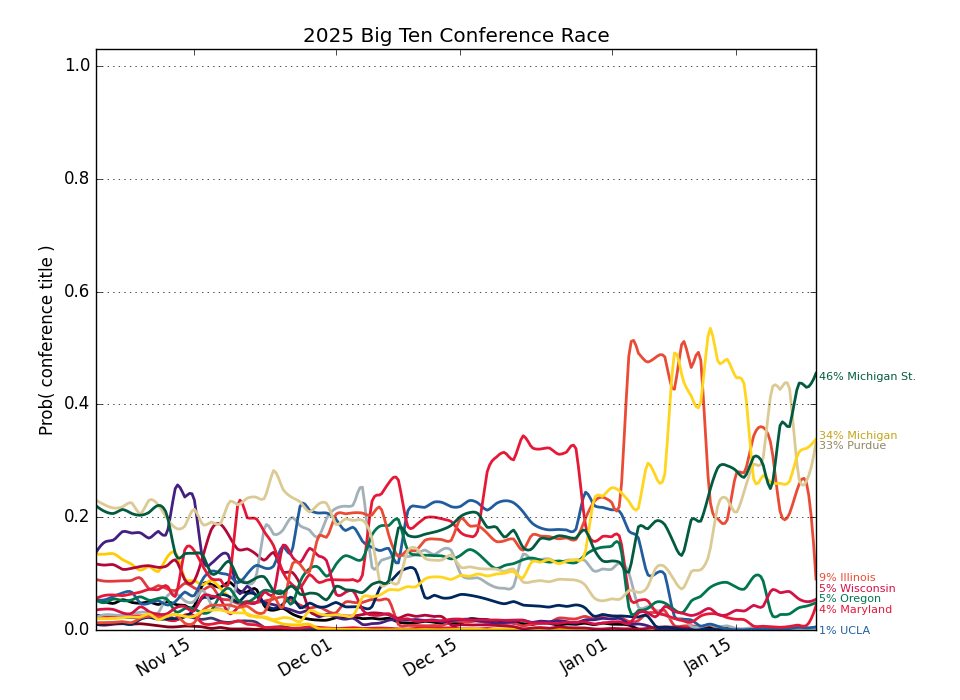 2025 Big Ten Conference Race
Prob( conference title )
1.0
0.8
0.6
0.4
0.2
0.0
Nov 15
Dec 01
Dec 15
Jan 01
Jan 15
46% Michigan St.
34% Michigan
33% Purdue
9% Illinois
5% Wisconsin
5% Oregon
4% Maryland
1% UCLA